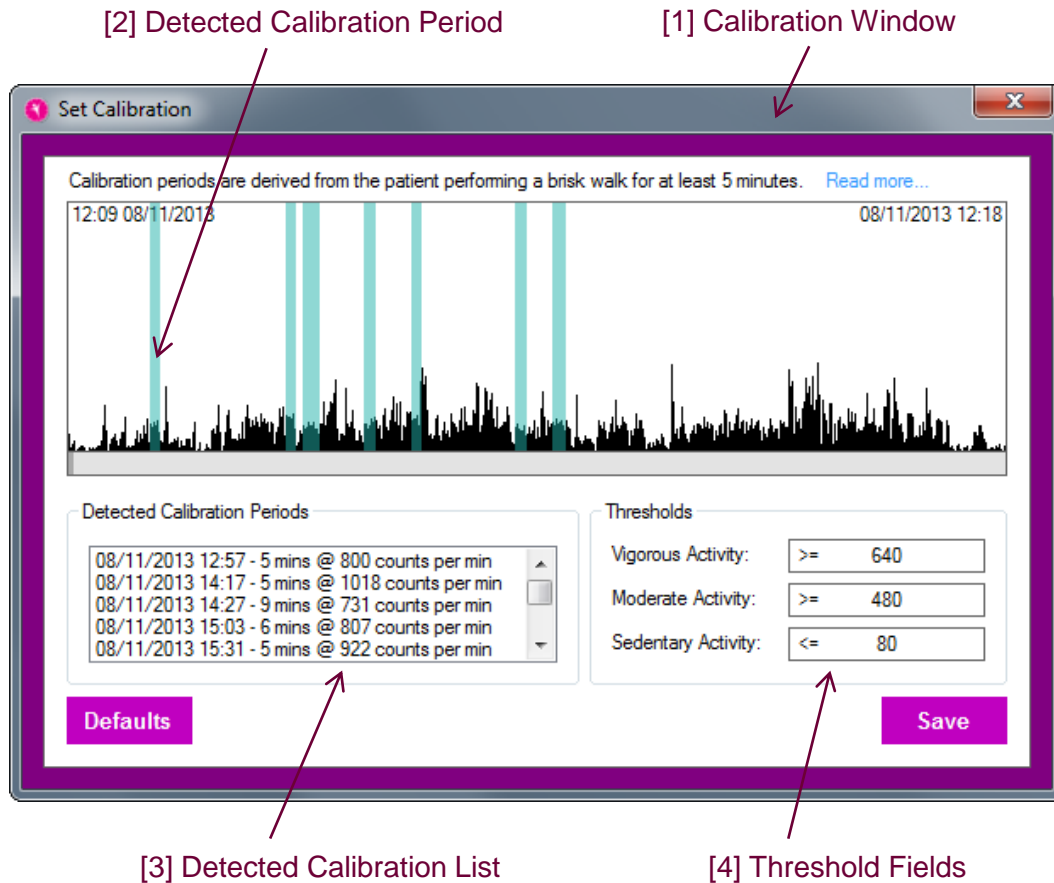 [2] Detected Calibration Period
[1] Calibration Window
Set Calibration
Calibration periods are derived from the patient performing a brisk walk for at least 5 minutes. Read more...
12:09 08/11/2013
08/11/2013 12:18
Detected Calibration Periods
08/11/2013 12:57 - 5 mins @ 800 counts per min
08/11/2013 14:17 - 5 mins @ 1018 counts per min
08/11/2013 14:27 - 9 mins @ 731 counts per min
08/11/2013 15:03 - 6 mins @ 807 counts per min
08/11/2013 15:31 - 5 mins @ 922 counts per min
Thresholds
Vigorous Activity: >= 640
Moderate Activity: >= 480
Sedentary Activity: <= 80
Defaults
Save
[3] Detected Calibration List
[4] Threshold Fields